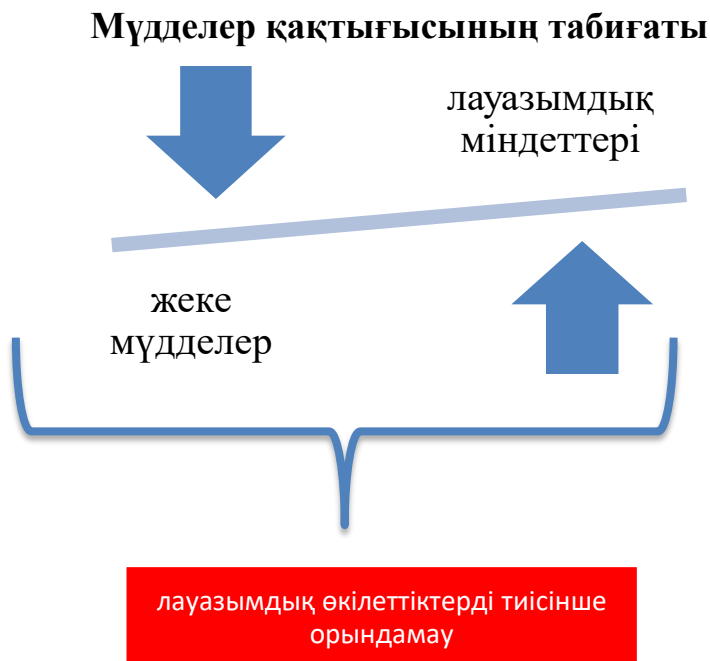 Мүдделер қақтығысының табиғаты
лауазымдық
міндеттері
жеке
мүдделер
лауазымдық өкілеттіктерді тиісінше
орындамау